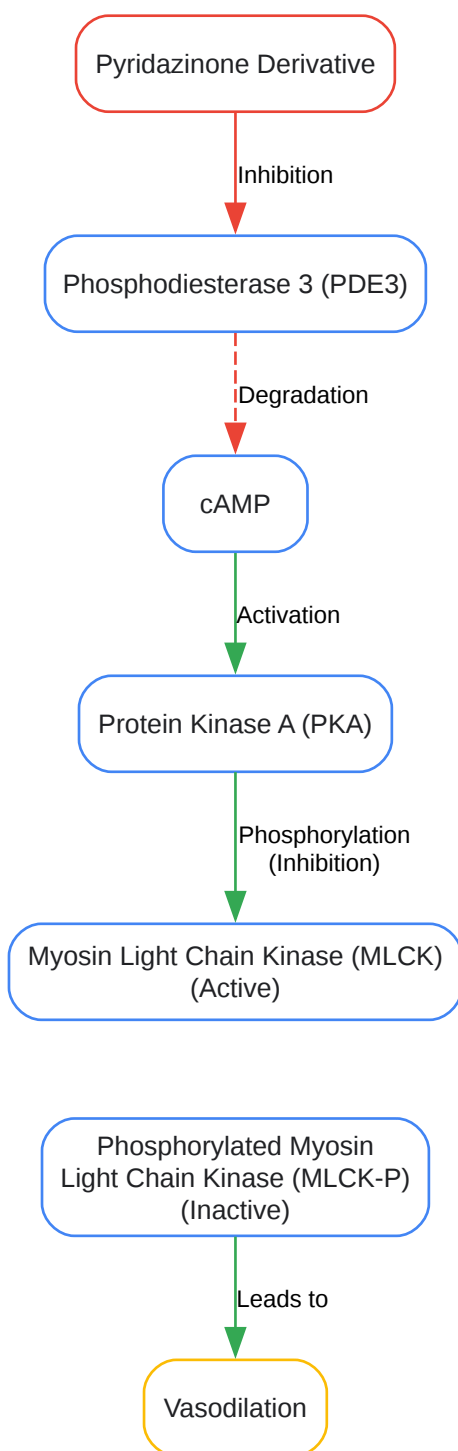 Pyridazinone Derivative
Inhibition
Phosphodiesterase 3 (PDE3)
Degradation
cAMP
Activation
Protein Kinase A (PKA)
Phosphorylation
(Inhibition)
Myosin Light Chain Kinase (MLCK)
(Active)
Phosphorylated Myosin
Light Chain Kinase (MLCK-P)
(Inactive)
Leads to
Vasodilation